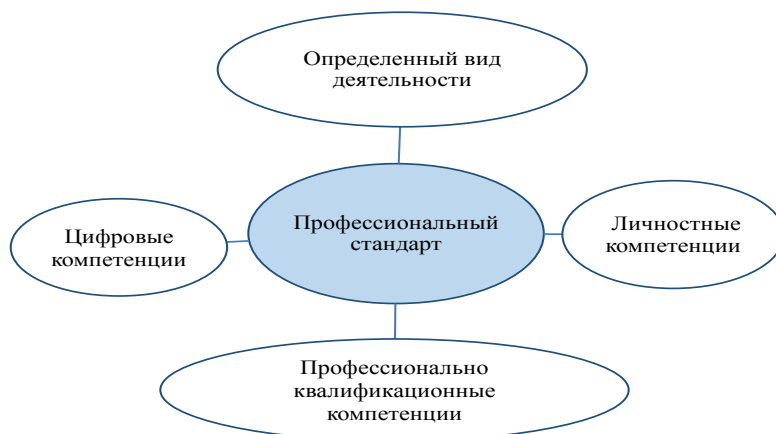 Определенный вид
деятельности
Цифровые
компетенции
Профессиональный
стандарт
Личностные
компетенции
Профессионально
квалификационные
компетенции